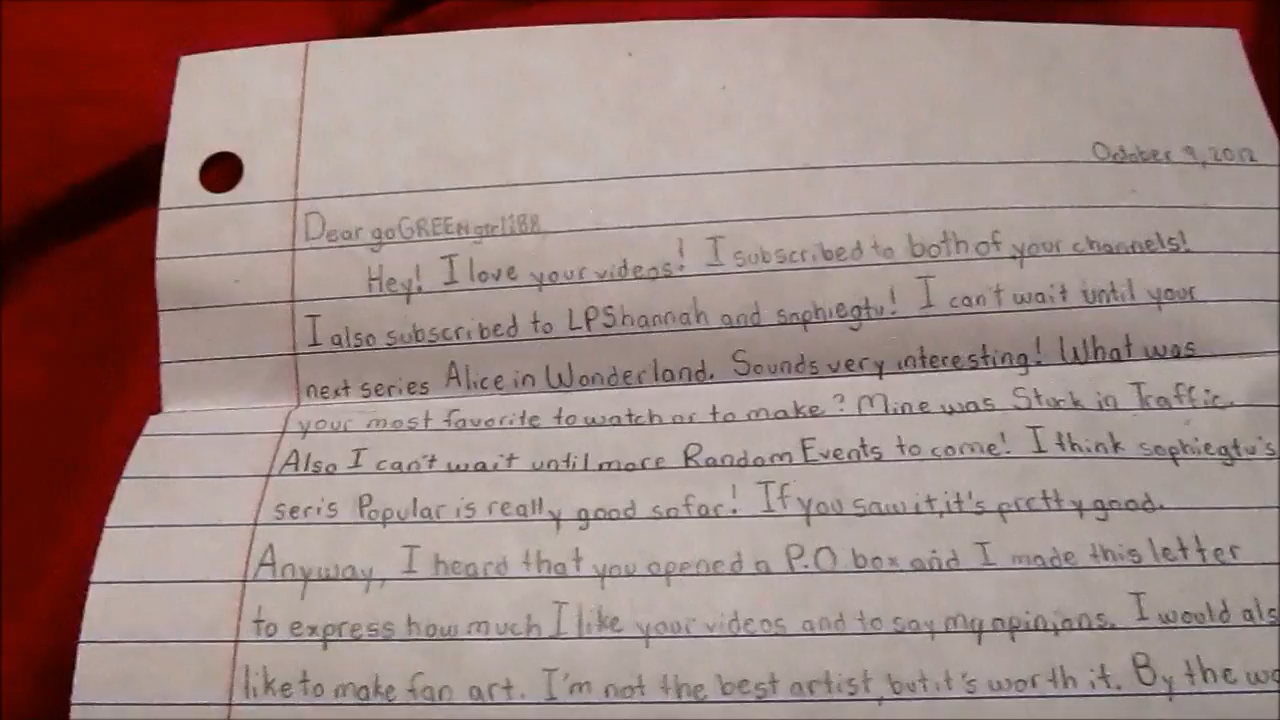 October 9, 2012
Dear goGREENgirl188
Hey! I love your videos! I subscribed to both of your channels!
I also subscribed to LPShannah and sophiegtv! I can't wait until your
next series Alice in Wonderland. Sounds very interesting! What was
your most favorite to watch or to make? Mine was Stork in Traffic.
Also I can't wait until more Random Events to come! I think sophiegtv's
seris Popular is really good so far! If you saw it, it's pretty good.
Anyway, I heard that you opened a P.O. box and I made this letter
to express how much I like your videos and to say my opinions. I would als
like to make fan art. I'm not the best artist, but it's worth it. By the wa